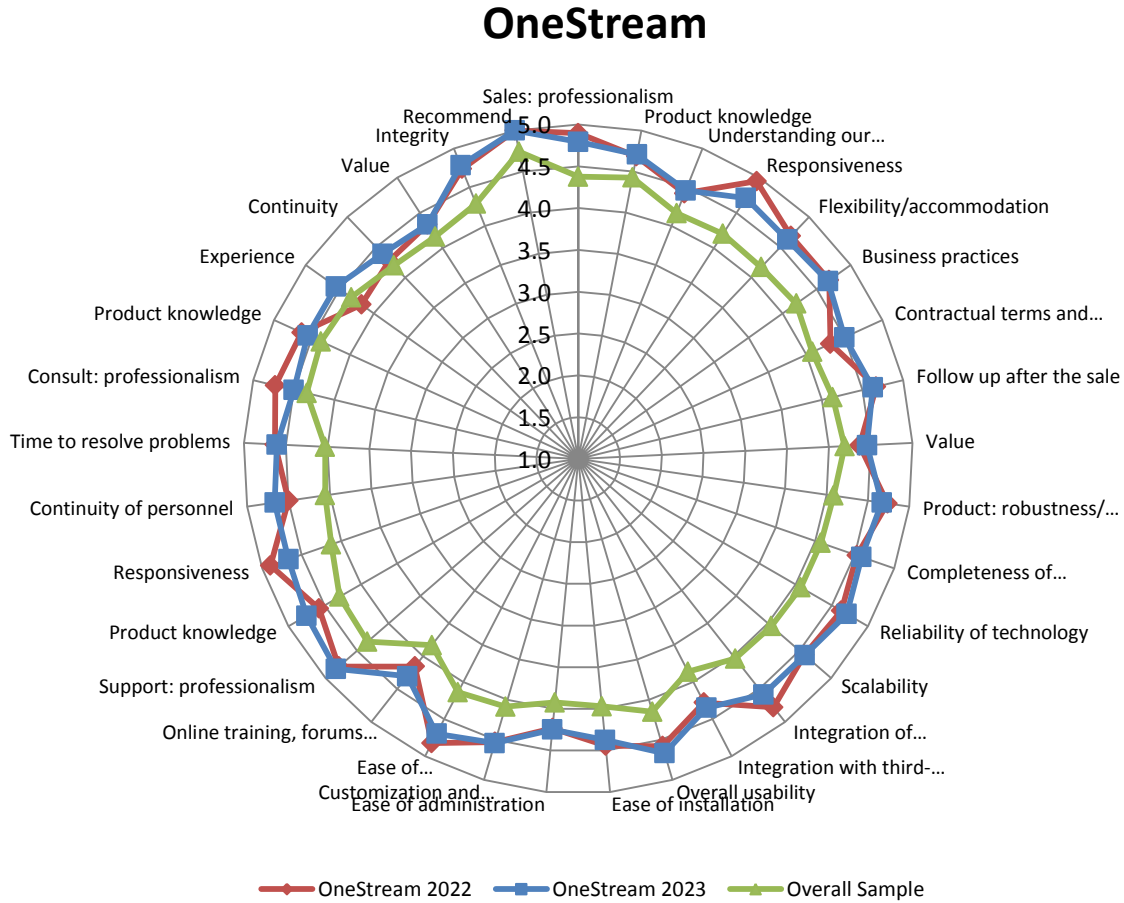 OneStream
Sales: professionalism
Product knowledge
Understanding our...
Responsiveness
Flexibility/accommodation
Business practices
Contractual terms and...
Follow up after the sale
Value
Product: robustness/...
Completeness of...
Reliability of technology
Scalability
Integration of...
Integration with third-...
Overall usability
Ease of installation
Ease of administration
Customization and...
Ease of...
Online training, forums...
Support: professionalism
Product knowledge
Responsiveness
Continuity of personnel
Time to resolve problems
Consult: professionalism
Product knowledge
Experience
Continuity
Value
Integrity
Recommend
5.0
4.5
4.0
3.5
3.0
2.5
2.0
1.5
1.0
OneStream 2022 OneStream 2023 Overall Sample